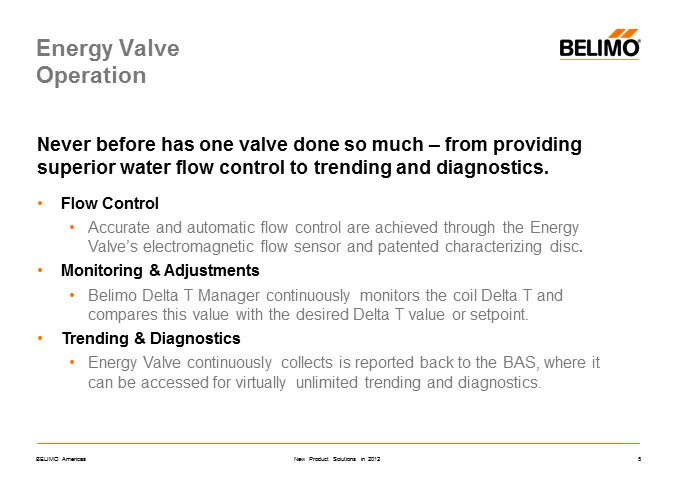 Energy Valve
Operation
BELIMO®
Never before has one valve done so much – from providing
superior water flow control to trending and diagnostics.
• Flow Control
• Accurate and automatic flow control are achieved through the Energy
Valve's electromagnetic flow sensor and patented characterizing disc.
• Monitoring & Adjustments
• Belimo Delta T Manager continuously monitors the coil Delta T and
compares this value with the desired Delta T value or setpoint.
• Trending & Diagnostics
• Energy Valve continuously collects is reported back to the BAS, where it
can be accessed for virtually unlimited trending and diagnostics.
BELIMO Americas New Product Solutions in 2012 5